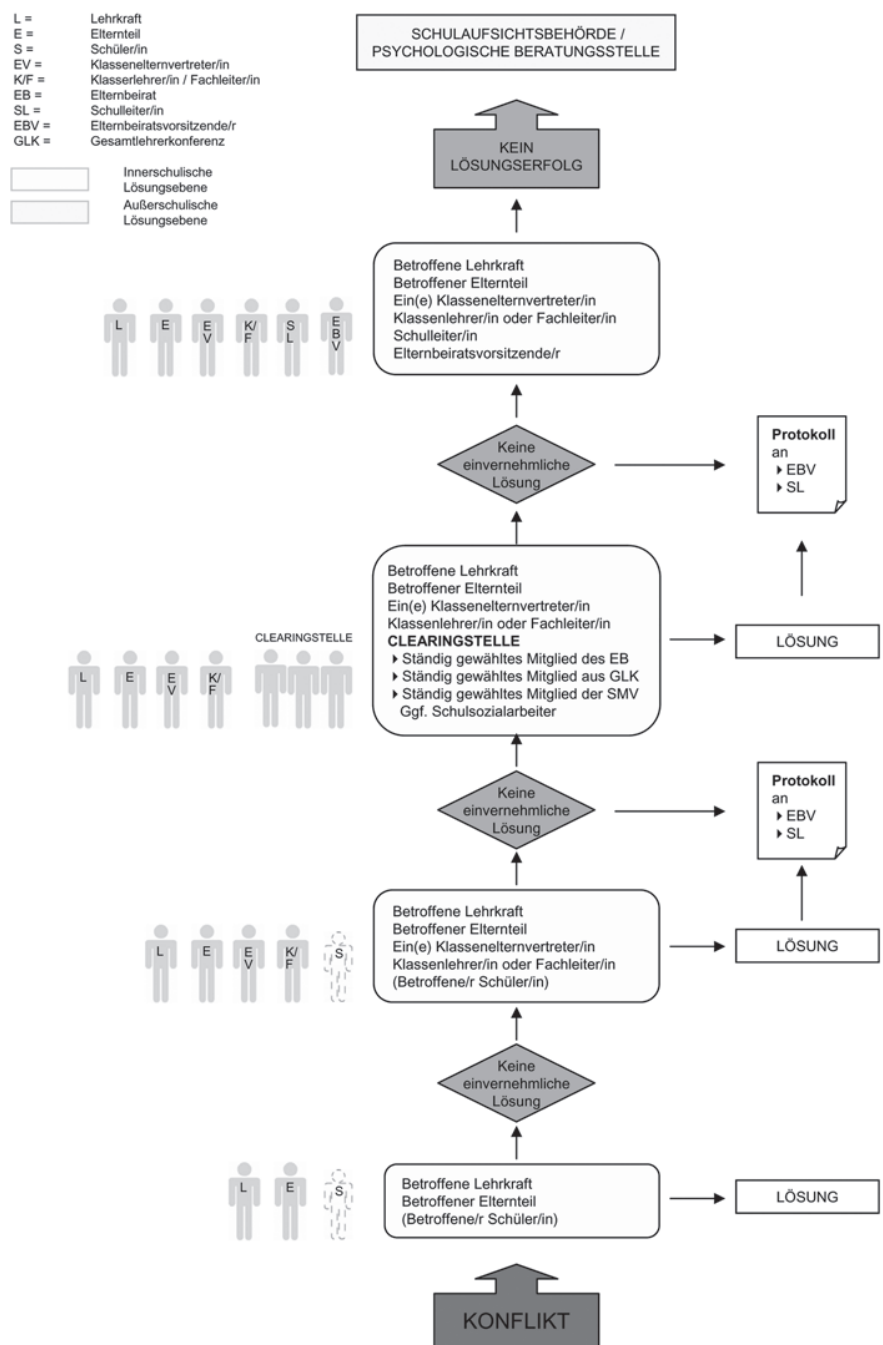 L = Lehrkraft
E = Elternteil
S = Schüler/in
EV = Klassenelternvertreter/in
K/F = Klasserlehrer/in / Fachleiter/in
EB = Elternbeirat
SL = Schulleiter/in
EBV = Elternbeiratsvorsitzende/r
GLK = Gesamtlehrerkonferenz
Innerschulische
Lösungsebene
Außerschulische
Lösungsebene
SCHULAUFSICHTSBEHÖRDE /
PSYCHOLOGISCHE BERATUNGSSTELLE
KEIN
LÖSUNGSERFOLG
L E EV K/F SL EBV
Betroffene Lehrkraft
Betroffener Elternteil
Ein(e) Klassenelternvertreter/in
Klassenlehrer/in oder Fachleiter/in
Schulleiter/in
Elternbeiratsvorsitzende/r
Keine
einvernehmliche
Lösung
Protokoll
an
EBV
SL
CLEARINGSTELLE
L E EV K/F
Betroffene Lehrkraft
Betroffener Elternteil
Ein(e) Klassenelternvertreter/in
Klassenlehrer/in oder Fachleiter/in
CLEARINGSTELLE
Ständig gewähltes Mitglied des EB
Ständig gewähltes Mitglied aus GLK
Ständig gewähltes Mitglied der SMV
Ggf. Schulsozialarbeiter
LÖSUNG
Keine
einvernehmliche
Lösung
Protokoll
an
EBV
SL
L E EV K/F S
Betroffene Lehrkraft
Betroffener Elternteil
Ein(e) Klassenelternvertreter/in
Klassenlehrer/in oder Fachleiter/in
(Betroffene/r Schüler/in)
LÖSUNG
Keine
einvernehmliche
Lösung
L E S
Betroffene Lehrkraft
Betroffener Elternteil
(Betroffene/r Schüler/in)
LÖSUNG
KONFLIKT